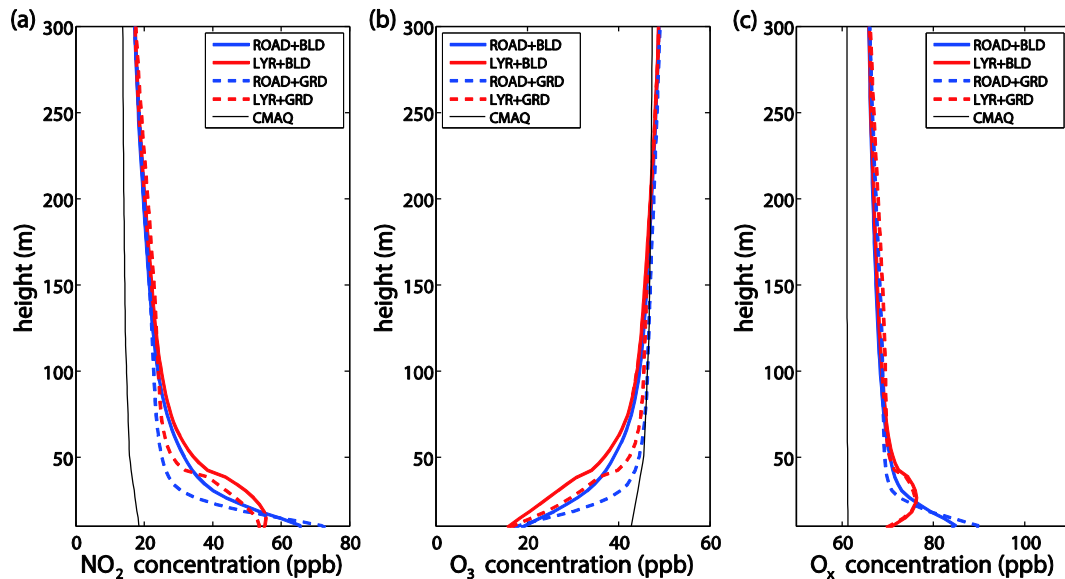 (a)
300
250
200
150
100
50
height (m)
ROAD+BLD
LYR+BLD
ROAD+GRD
LYR+GRD
CMAQ
0 20 40 60 80
NO2 concentration (ppb)
(b)
300
250
200
150
100
50
height (m)
ROAD+BLD
LYR+BLD
ROAD+GRD
LYR+GRD
CMAQ
0 20 40 60
O3 concentration (ppb)
(c)
300
250
200
150
100
50
height (m)
ROAD+BLD
LYR+BLD
ROAD+GRD
LYR+GRD
CMAQ
60 80 100
Ox concentration (ppb)